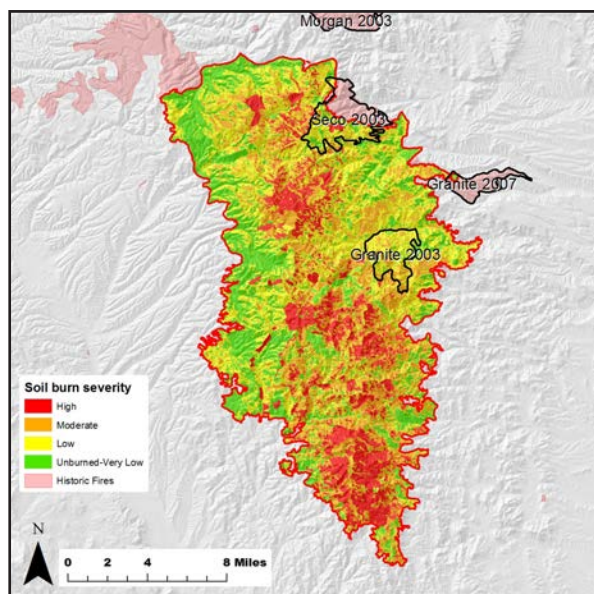 Morgan 2003
Seco 2003
Granite 2007
Granite 2003
Soil burn severity
High
Moderate
Low
Unburned-Very Low
Historic Fires
N
0 2 4 8 Miles